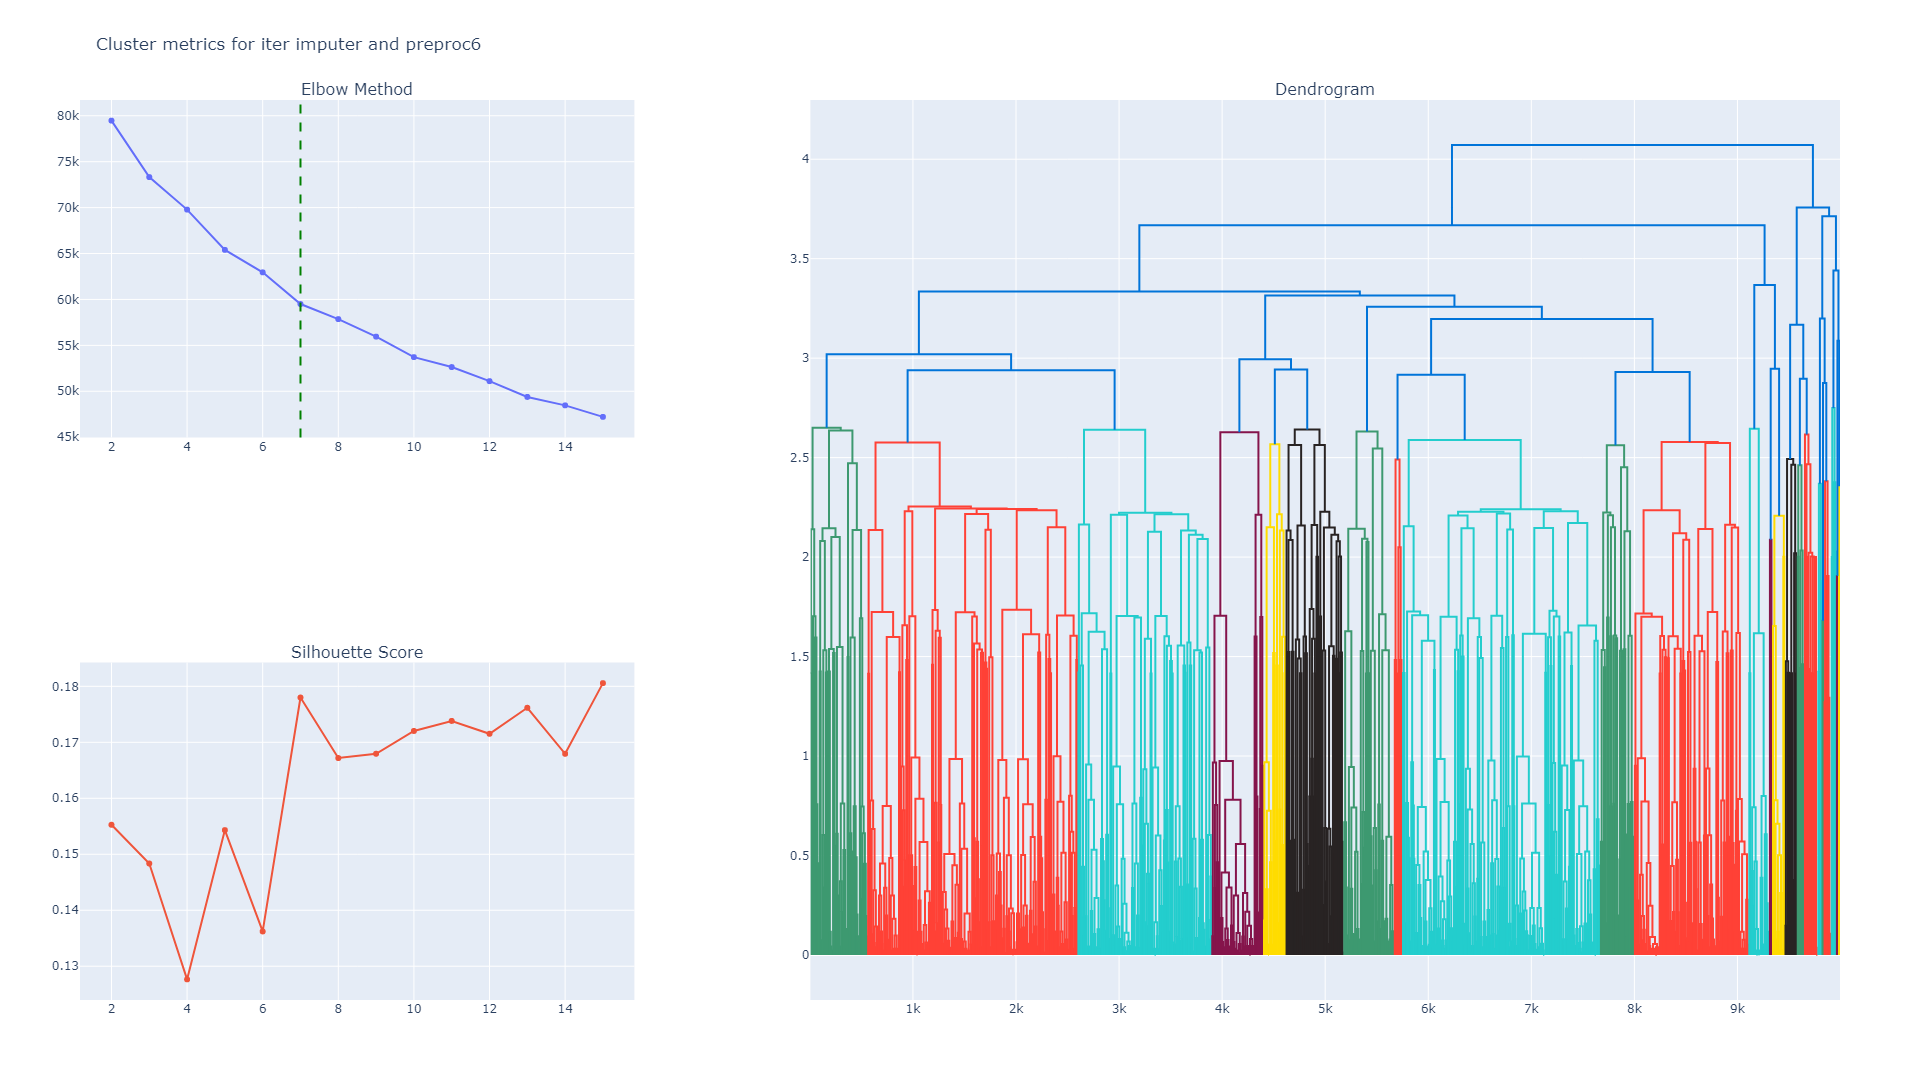 Cluster metrics for iter imputer and preproc6
Elbow Method
80k
75k
70k
65k
60k
55k
50k
45k
2 4 6 8 10 12 14
Silhouette Score
0.18
0.17
0.16
0.15
0.14
0.13
2 4 6 8 10 12 14
Dendrogram
4
3.5
3
2.5
2
1.5
1
0.5
0
1k 2k 3k 4k 5k 6k 7k 8k 9k